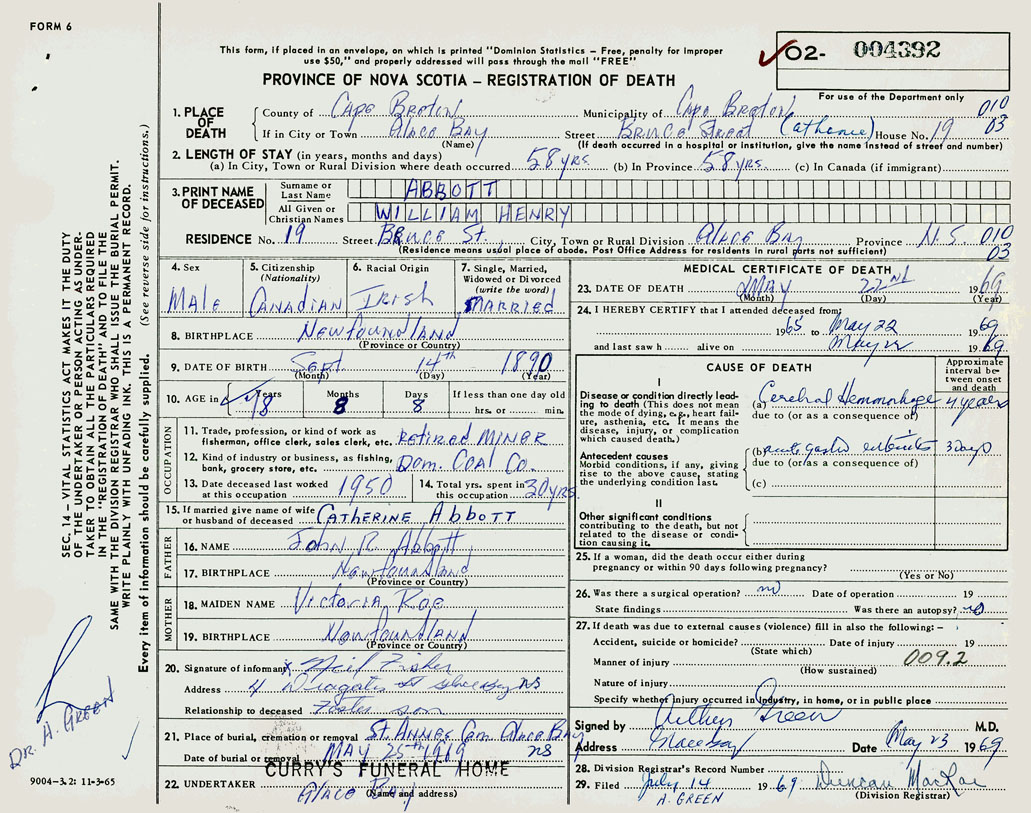 FORM 6
This form, if placed in an envelope, on which is printed "Dominion Statistics – Free, penalty for improper
use $50," and properly addressed will pass through the mail "FREE"
PROVINCE OF NOVA SCOTIA – REGISTRATION OF DEATH
O2- 004392
For use of the Department only
1. PLACE OF DEATH
County of Cape Breton Municipality of Cape Breton 010
If in City or Town Glace Bay Street Bruce Street (Catherine) House No. 19 03
(Name) (If death occurred in a hospital or institution, give the name instead of street and number)
2. LENGTH OF STAY (in years, months and days)
(a) In City, Town or Rural Division where death occurred 58 yrs. (b) In Province 58 yrs. (c) In Canada (if immigrant)
3. PRINT NAME OF DECEASED
Surname or Last Name ABBOTT
All Given or Christian Names WILLIAM HENRY
RESIDENCE No. 19 Street Bruce St. City, Town or Rural Division Glace Bay Province N.S. 010
(Residence means usual place of abode. Post Office Address for residents in rural parts not sufficient) 03
4. Sex Male
5. Citizenship (Nationality) Canadian
6. Racial Origin Irish
7. Single, Married, Widowed or Divorced (write the word) Married
8. BIRTHPLACE Newfoundland
(Province or Country)
9. DATE OF BIRTH Sept 14th 1890
(Month) (Day) (Year)
10. AGE in Years 78 Months 8 Days 8 If less than one day old
hrs. or min.
OCCUPATION
11. Trade, profession, or kind of work as
fisherman, office clerk, sales clerk, etc. Retired Miner
12. Kind of industry or business, as fishing,
bank, grocery store, etc. Dom. Coal Co.
13. Date deceased last worked
at this occupation 1950
14. Total yrs. spent in
this occupation 30 yrs
15. If married give name of wife
or husband of deceased Catherine Abbott
FATHER
16. NAME John R. Abbott
17. BIRTHPLACE Newfoundland
(Province or Country)
MOTHER
18. MAIDEN NAME Victoria Roe
19. BIRTHPLACE Newfoundland
(Province or Country)
20. Signature of informant x Neil Fisher
Address 4 St Glace Bay NS
Relationship to deceased Foster son
21. Place of burial, cremation or removal St. Annes Cem. Glace Bay
Date of burial or removal MAY 25th 1969 NS
CURRY'S FUNERAL HOME
22. UNDERTAKER Glace Bay
(Name and address)
MEDICAL CERTIFICATE OF DEATH
23. DATE OF DEATH May 22nd 1969
(Month) (Day) (Year)
24. I HEREBY CERTIFY that I attended deceased from
1965 to May 22 1969
and last saw h alive on May 22 1969
CAUSE OF DEATH
Approximate interval between onset and death
I
Disease or condition directly leading to death (This does not mean the mode of dying, e.g., heart failure, asthenia, etc. It means the disease, injury, or complication which caused death.)
(a) Cerebral Hemorrhage 4 years
due to (or as a consequence of)
Antecedent causes
Morbid conditions, if any, giving rise to the above cause, stating the underlying condition last.
(b) acute gastro enteritis 3 days
due to (or as a consequence of)
(c)
II
Other significant conditions
contributing to the death, but not related to the disease or condition causing it.
25. If a woman, did the death occur either during
pregnancy or within 90 days following pregnancy?
(Yes or No)
26. Was there a surgical operation? no Date of operation 19
State findings Was there an autopsy? no
27. If death was due to external causes (violence) fill in also the following: –
Accident, suicide or homicide? Date of injury 19
(State which)
Manner of injury 009.2
(How sustained)
Nature of injury
Specify whether injury occurred in industry, in home, or in public place
Signed by Arthur Green M.D.
Address Glace Bay Date May 23 1969
28. Division Registrar's Record Number
29. Filed July 14 1969 Duncan MacRae
A. GREEN (Division Registrar)
SEC. 14 – VITAL STATISTICS ACT MAKES IT THE DUTY
OF THE UNDERTAKER OR PERSON ACTING AS UNDER-
TAKER TO OBTAIN ALL THE PARTICULARS REQUIRED
IN THE "REGISTRATION OF DEATH" AND TO FILE THE
SAME WITH THE DIVISION REGISTRAR WHO SHALL ISSUE THE BURIAL PERMIT.
WRITE PLAINLY WITH UNFADING INK. THIS IS A PERMANENT RECORD.
Every item of information should be carefully supplied. (See reverse side for instructions.)
DR. A. GREEN
9004-3.2: 11-3-65